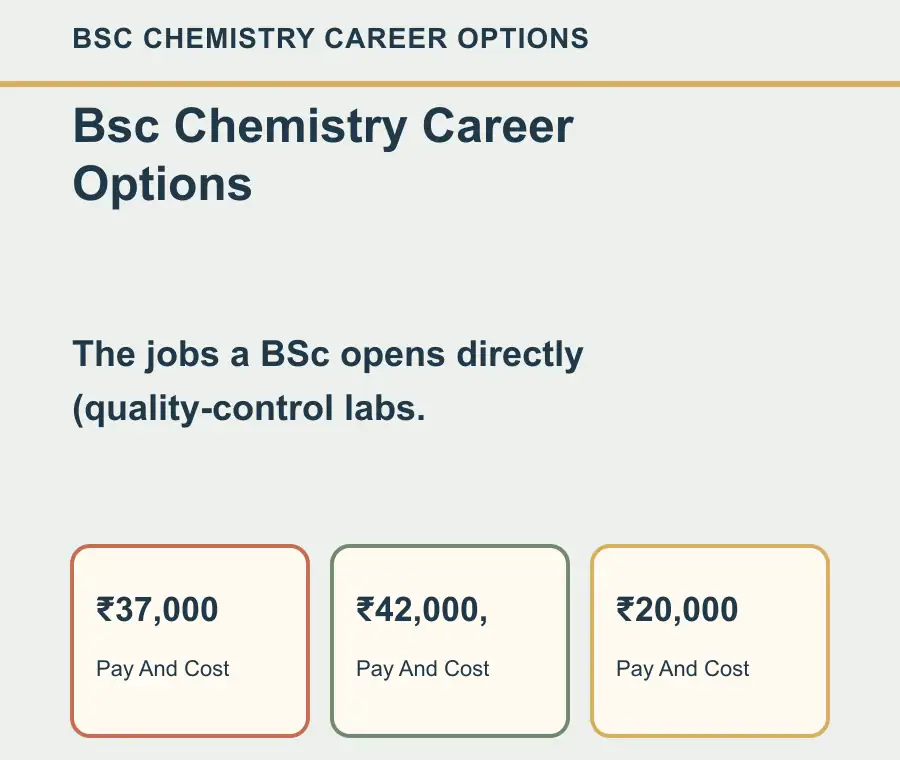 BSC CHEMISTRY CAREER OPTIONS
Bsc Chemistry Career
Options
The jobs a BSc opens directly
(quality-control labs.
₹37,000
Pay And Cost
₹42,000,
Pay And Cost
₹20,000
Pay And Cost